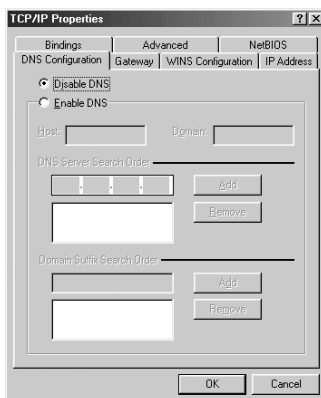 TCP/IP Properties
Bindings Advanced NetBIOS
DNS Configuration Gateway WINS Configuration IP Address
Disable DNS
Enable DNS
Host: Domain:
DNS Server Search Order
Add
Remove
Domain Suffix Search Order
Add
Remove
OK Cancel